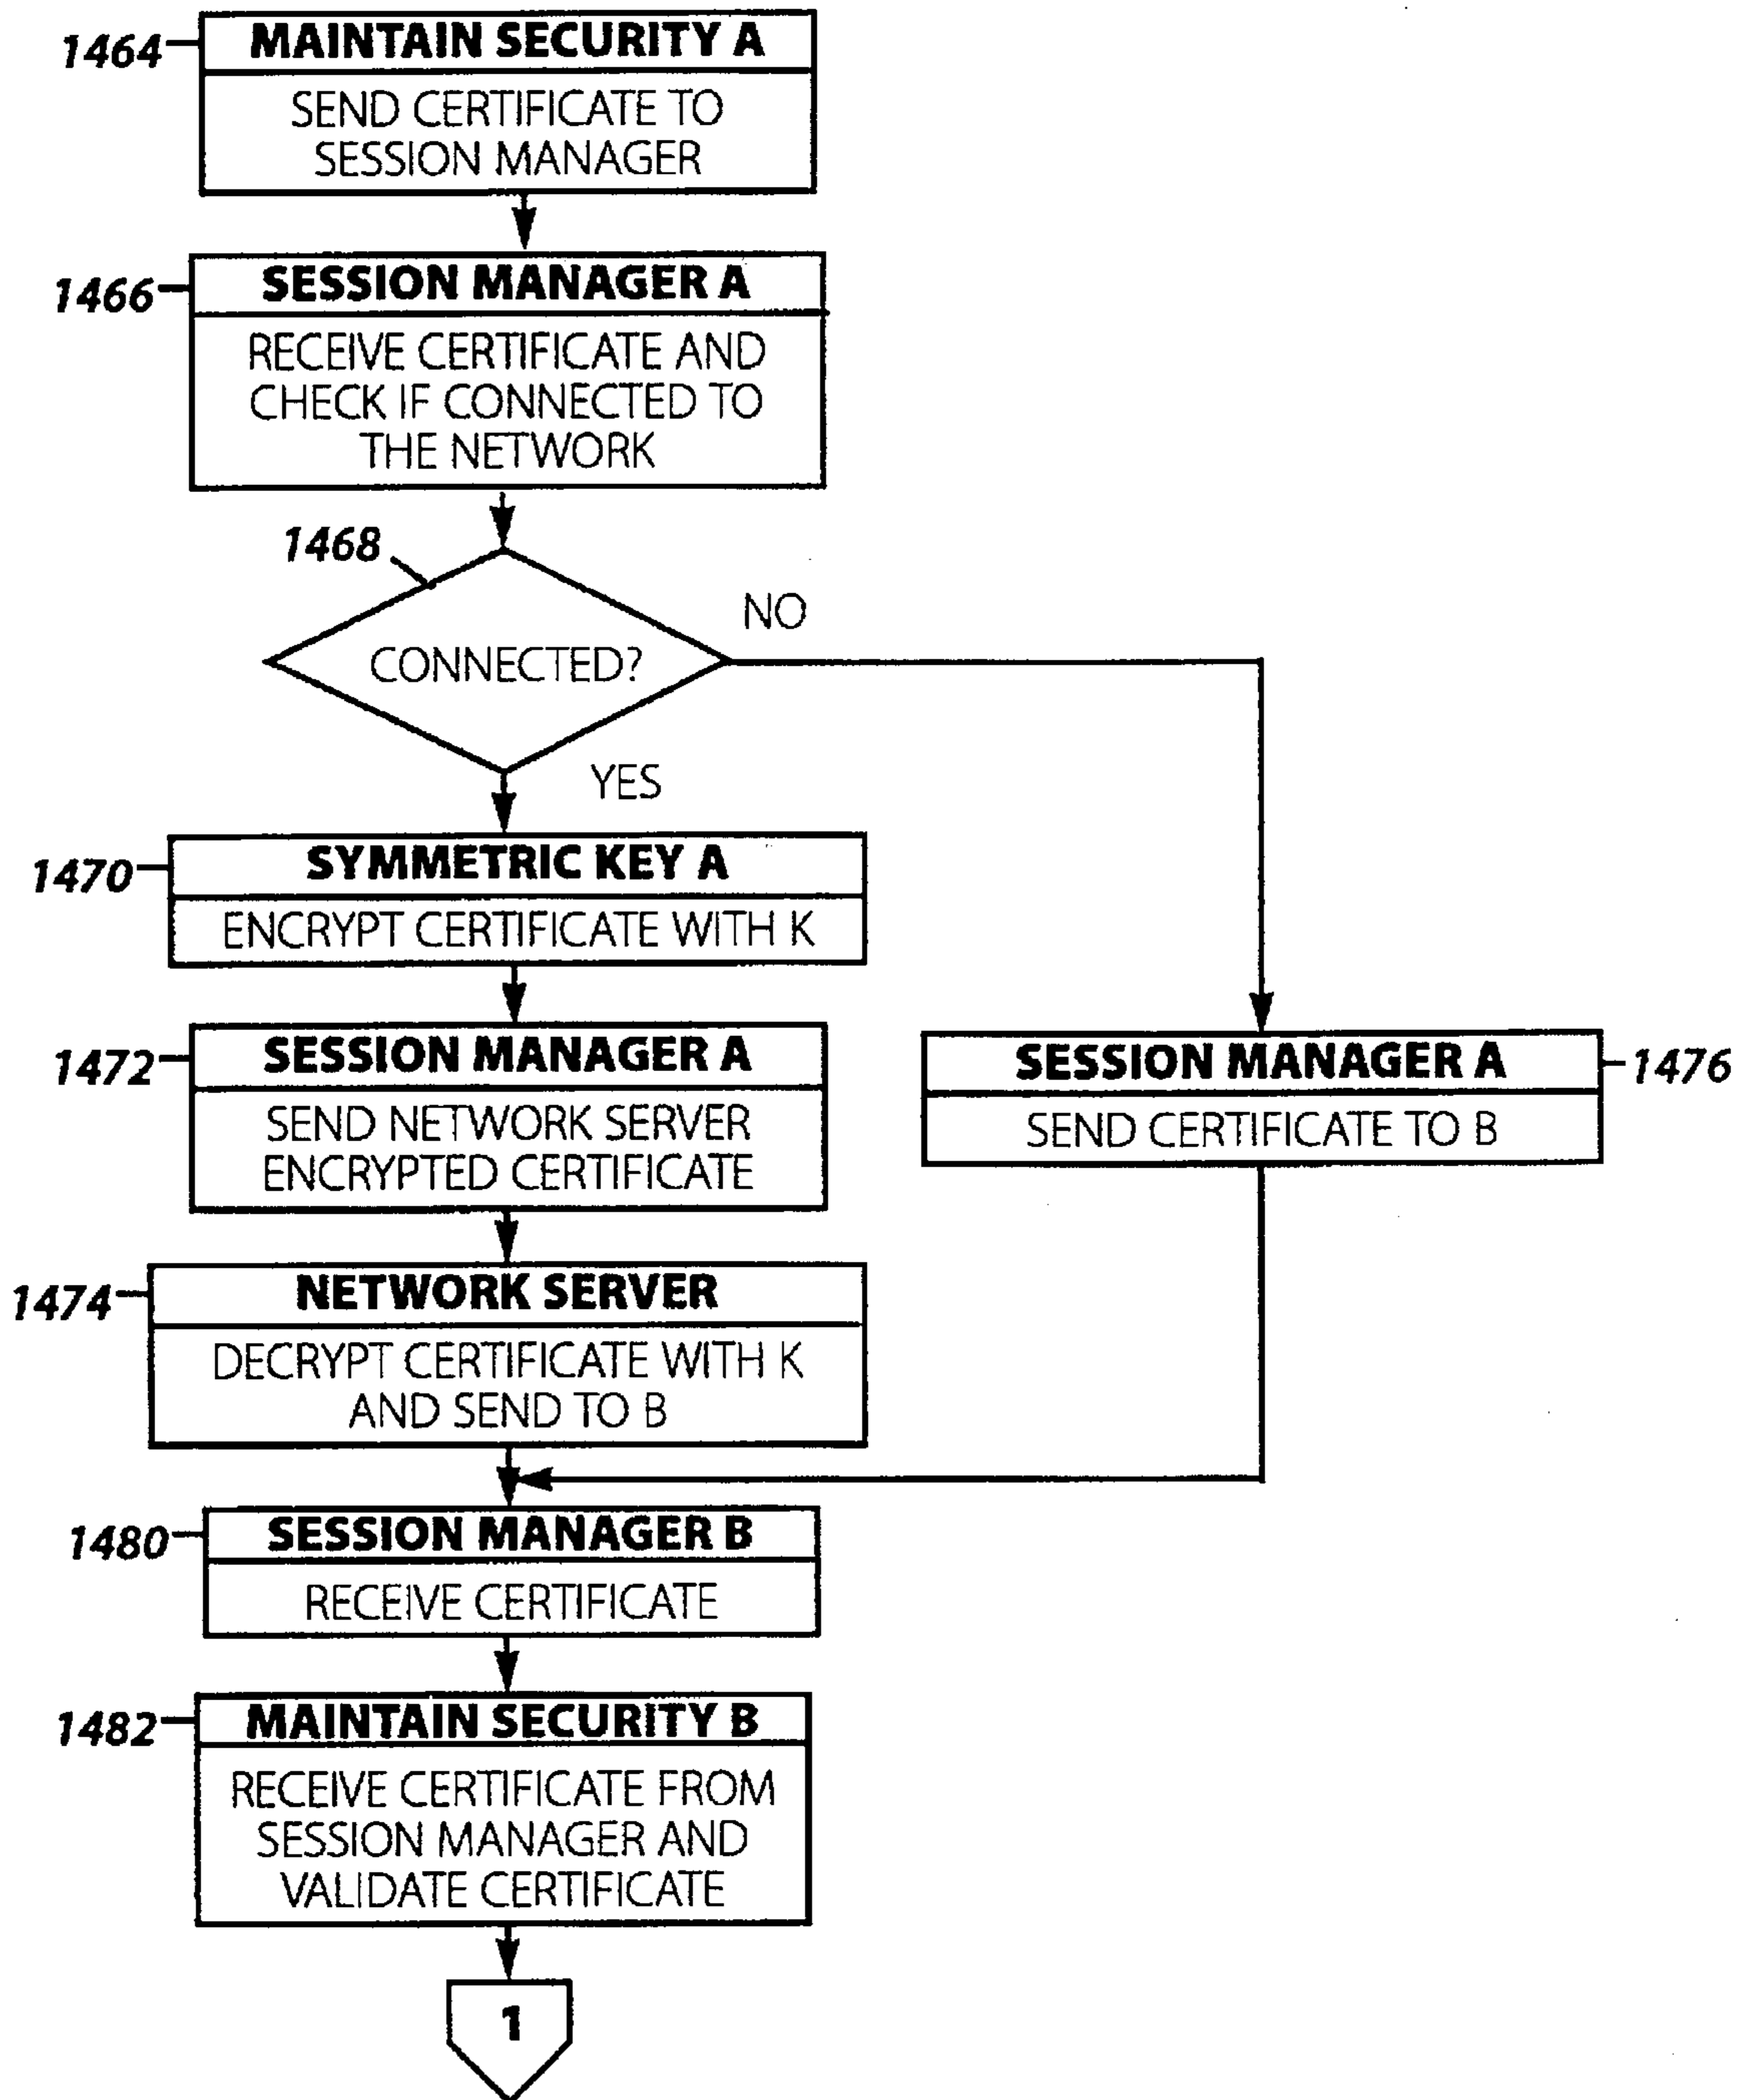 1464
MAINTAIN SECURITY A
SEND CERTIFICATE TO
SESSION MANAGER
1466
SESSION MANAGER A
RECEIVE CERTIFICATE AND
CHECK IF CONNECTED TO
THE NETWORK
1468
CONNECTED?
NO
YES
1470
SYMMETRIC KEY A
ENCRYPT CERTIFICATE WITH K
1472
SESSION MANAGER A
SEND NETWORK SERVER
ENCRYPTED CERTIFICATE
SESSION MANAGER A
1476
SEND CERTIFICATE TO B
1474
NETWORK SERVER
DECRYPT CERTIFICATE WITH K
AND SEND TO B
1480
SESSION MANAGER B
RECEIVE CERTIFICATE
1482
MAINTAIN SECURITY B
RECEIVE CERTIFICATE FROM
SESSION MANAGER AND
VALIDATE CERTIFICATE
1